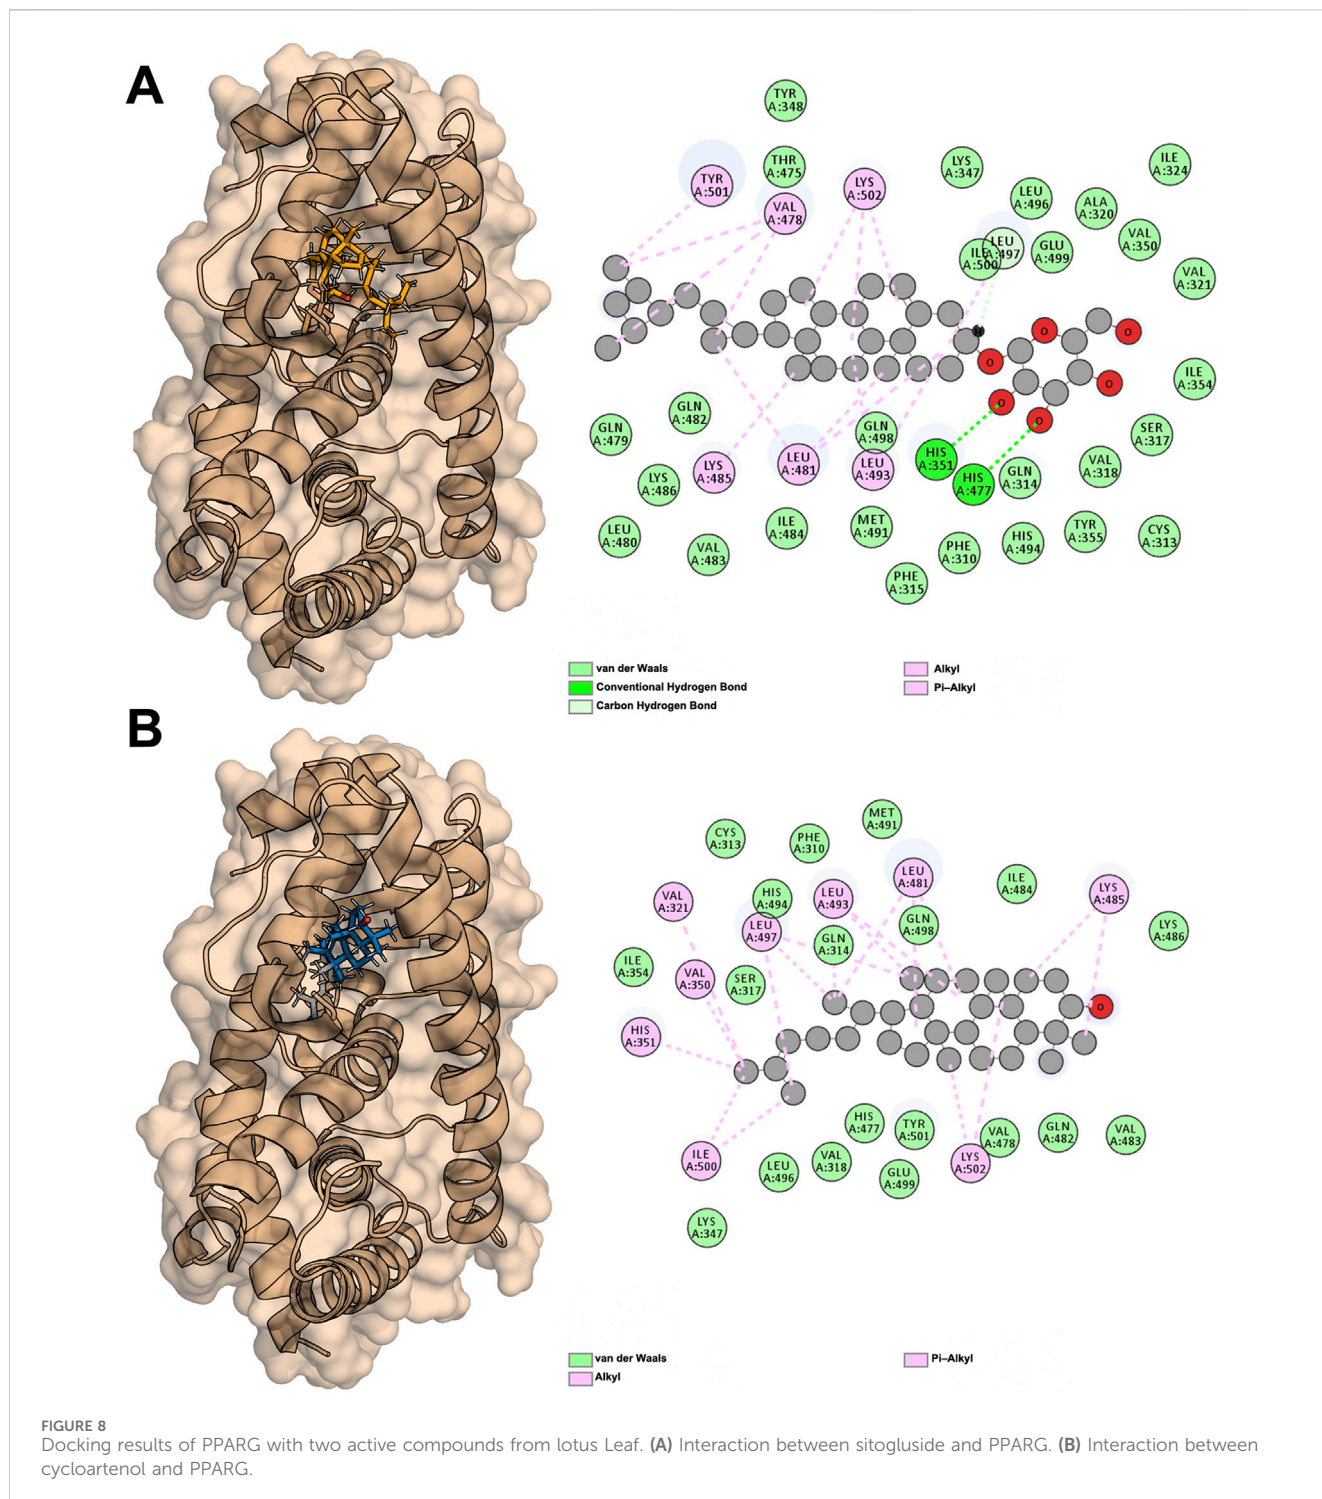 A
TYR
A:348
THR
A:475
TYR
A:501
VAL
A:478
LYS
A:502
LYS
A:347
LEU
A:496
ILE
A:324
ALA
A:320
VAL
A:350
LEU
A:497
ILE
A:500
GLU
A:499
VAL
A:321
H
O
O
O
O
O
O
ILE
A:354
GLN
A:482
GLN
A:479
GLN
A:498
SER
A:317
HIS
A:351
LEU
A:481
LEU
A:493
LYS
A:485
LYS
A:486
HIS
A:477
GLN
A:314
VAL
A:318
LEU
A:480
VAL
A:483
ILE
A:484
MET
A:491
PHE
A:310
HIS
A:494
TYR
A:355
CYS
A:313
PHE
A:315
van der Waals
Conventional Hydrogen Bond
Carbon Hydrogen Bond
Alkyl
Pi–Alkyl
B
MET
A:491
CYS
A:313
PHE
A:310
LEU
A:481
ILE
A:484
LYS
A:485
VAL
A:321
HIS
A:494
LEU
A:493
LEU
A:497
GLN
A:498
LYS
A:486
GLN
A:314
ILE
A:354
VAL
A:350
SER
A:317
O
HIS
A:351
HIS
A:477
TYR
A:501
VAL
A:478
GLN
A:482
VAL
A:483
ILE
A:500
LEU
A:496
VAL
A:318
GLU
A:499
LYS
A:502
LYS
A:347
van der Waals
Alkyl
Pi–Alkyl
FIGURE 8
Docking results of PPARG with two active compounds from lotus Leaf. (A) Interaction between sitogluside and PPARG. (B) Interaction between
cycloartenol and PPARG.